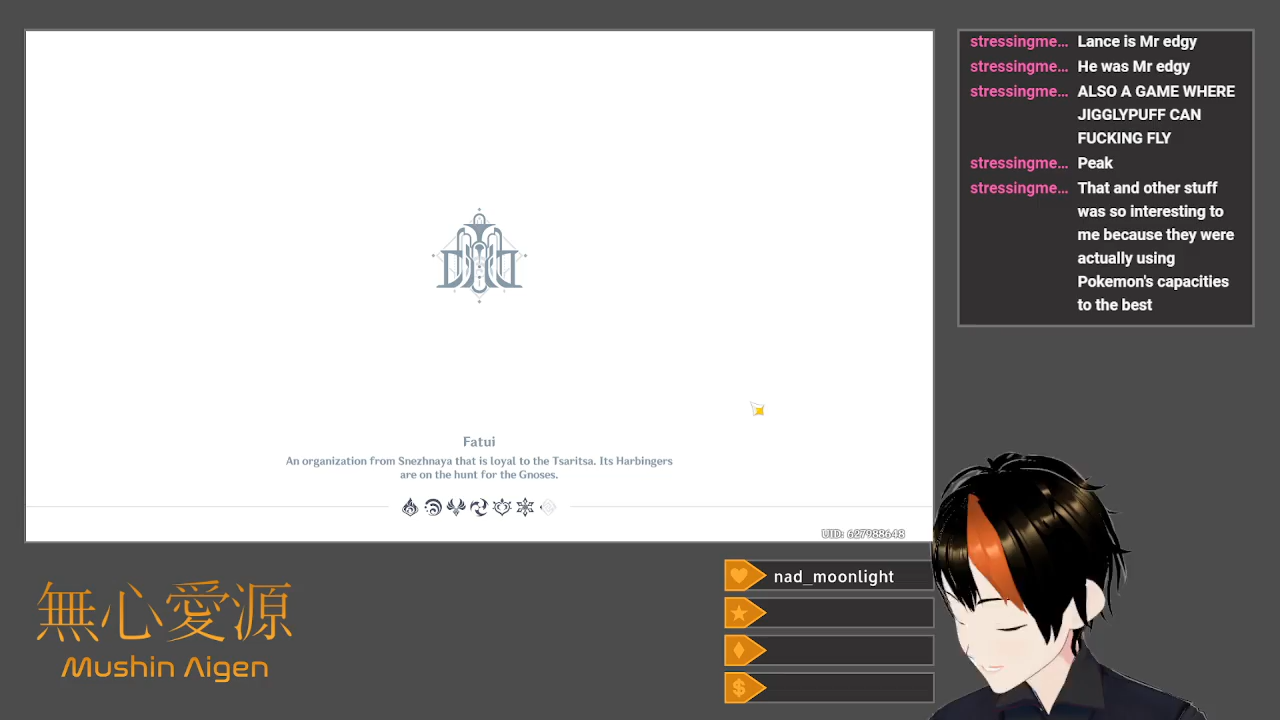 stressingme... Lance is Mr edgy
stressingme... He was Mr edgy
stressingme... ALSO A GAME WHERE
JIGGLYPUFF CAN
FUCKING FLY
stressingme... Peak
stressingme... That and other stuff
was so interesting to
me because they were
actually using
Pokemon's capacities
to the best
Fatui
An organization from Snezhnaya that is loyal to the Tsaritsa. Its Harbingers
are on the hunt for the Gnoses.
UID: 627988648
無心愛源
Mushin Aigen
nad_moonlight